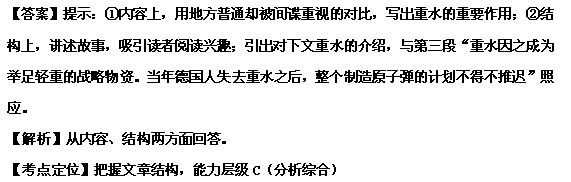 【答案】提示：①内容上，用地方普通却被间谍重视的对比，写出重水的重要作用；②结
构上，讲述故事，吸引读者阅读兴趣；引出对下文重水的介绍，与第三段“重水因之成为
举足轻重的战略物资。当年德国人失去重水之后，整个制造原子弹的计划不得不推迟”照
应。
【解析】从内容、结构两方面回答。
【考点定位】把握文章结构，能力层级 C（分析综合）